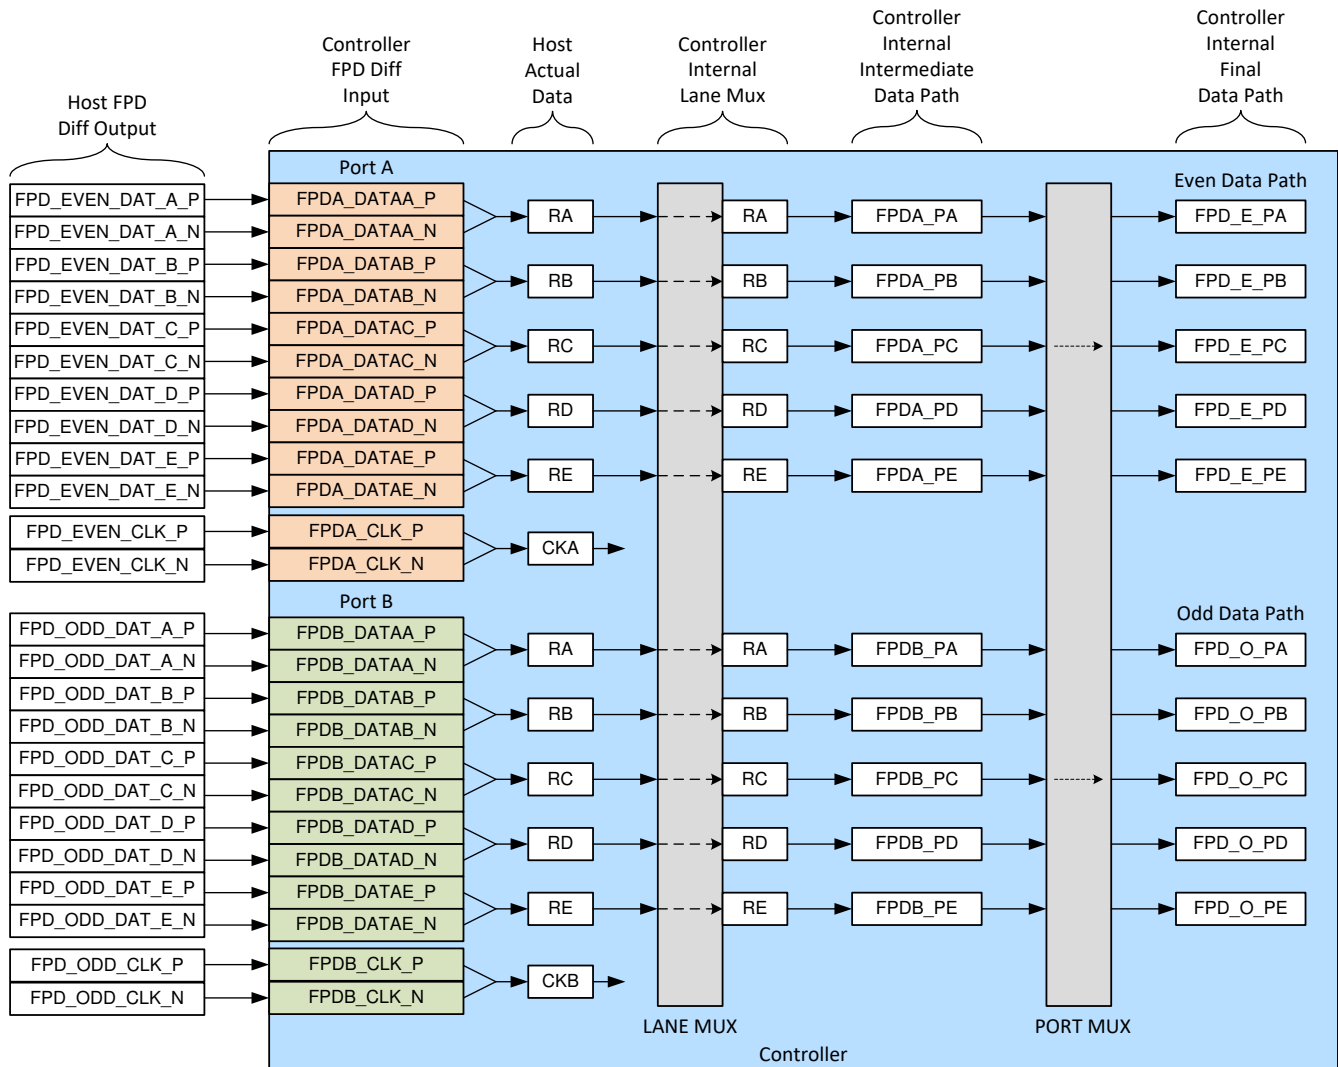 Host FPD
Diff Output
Controller
FPD Diff
Input
Host
Actual
Data
Controller
Internal
Lane Mux
Controller
Internal
Intermediate
Data Path
Controller
Internal
Final
Data Path
Port A
Even Data Path
FPD_EVEN_DAT_A_P FPDA_DATAA_P
FPD_EVEN_DAT_A_N FPDA_DATAA_N
RA RA FPDA_PA FPD_E_PA
FPD_EVEN_DAT_B_P FPDA_DATAB_P
FPD_EVEN_DAT_B_N FPDA_DATAB_N
RB RB FPDA_PB FPD_E_PB
FPD_EVEN_DAT_C_P FPDA_DATAC_P
FPD_EVEN_DAT_C_N FPDA_DATAC_N
RC RC FPDA_PC FPD_E_PC
FPD_EVEN_DAT_D_P FPDA_DATAD_P
FPD_EVEN_DAT_D_N FPDA_DATAD_N
RD RD FPDA_PD FPD_E_PD
FPD_EVEN_DAT_E_P FPDA_DATAE_P
FPD_EVEN_DAT_E_N FPDA_DATAE_N
RE RE FPDA_PE FPD_E_PE
FPD_EVEN_CLK_P FPDA_CLK_P
FPD_EVEN_CLK_N FPDA_CLK_N
CKA
Port B
Odd Data Path
FPD_ODD_DAT_A_P FPDB_DATAA_P
FPD_ODD_DAT_A_N FPDB_DATAA_N
RA RA FPDB_PA FPD_O_PA
FPD_ODD_DAT_B_P FPDB_DATAB_P
FPD_ODD_DAT_B_N FPDB_DATAB_N
RB RB FPDB_PB FPD_O_PB
FPD_ODD_DAT_C_P FPDB_DATAC_P
FPD_ODD_DAT_C_N FPDB_DATAC_N
RC RC FPDB_PC FPD_O_PC
FPD_ODD_DAT_D_P FPDB_DATAD_P
FPD_ODD_DAT_D_N FPDB_DATAD_N
RD RD FPDB_PD FPD_O_PD
FPD_ODD_DAT_E_P FPDB_DATAE_P
FPD_ODD_DAT_E_N FPDB_DATAE_N
RE RE FPDB_PE FPD_O_PE
FPD_ODD_CLK_P FPDB_CLK_P
FPD_ODD_CLK_N FPDB_CLK_N
CKB
LANE MUX
PORT MUX
Controller